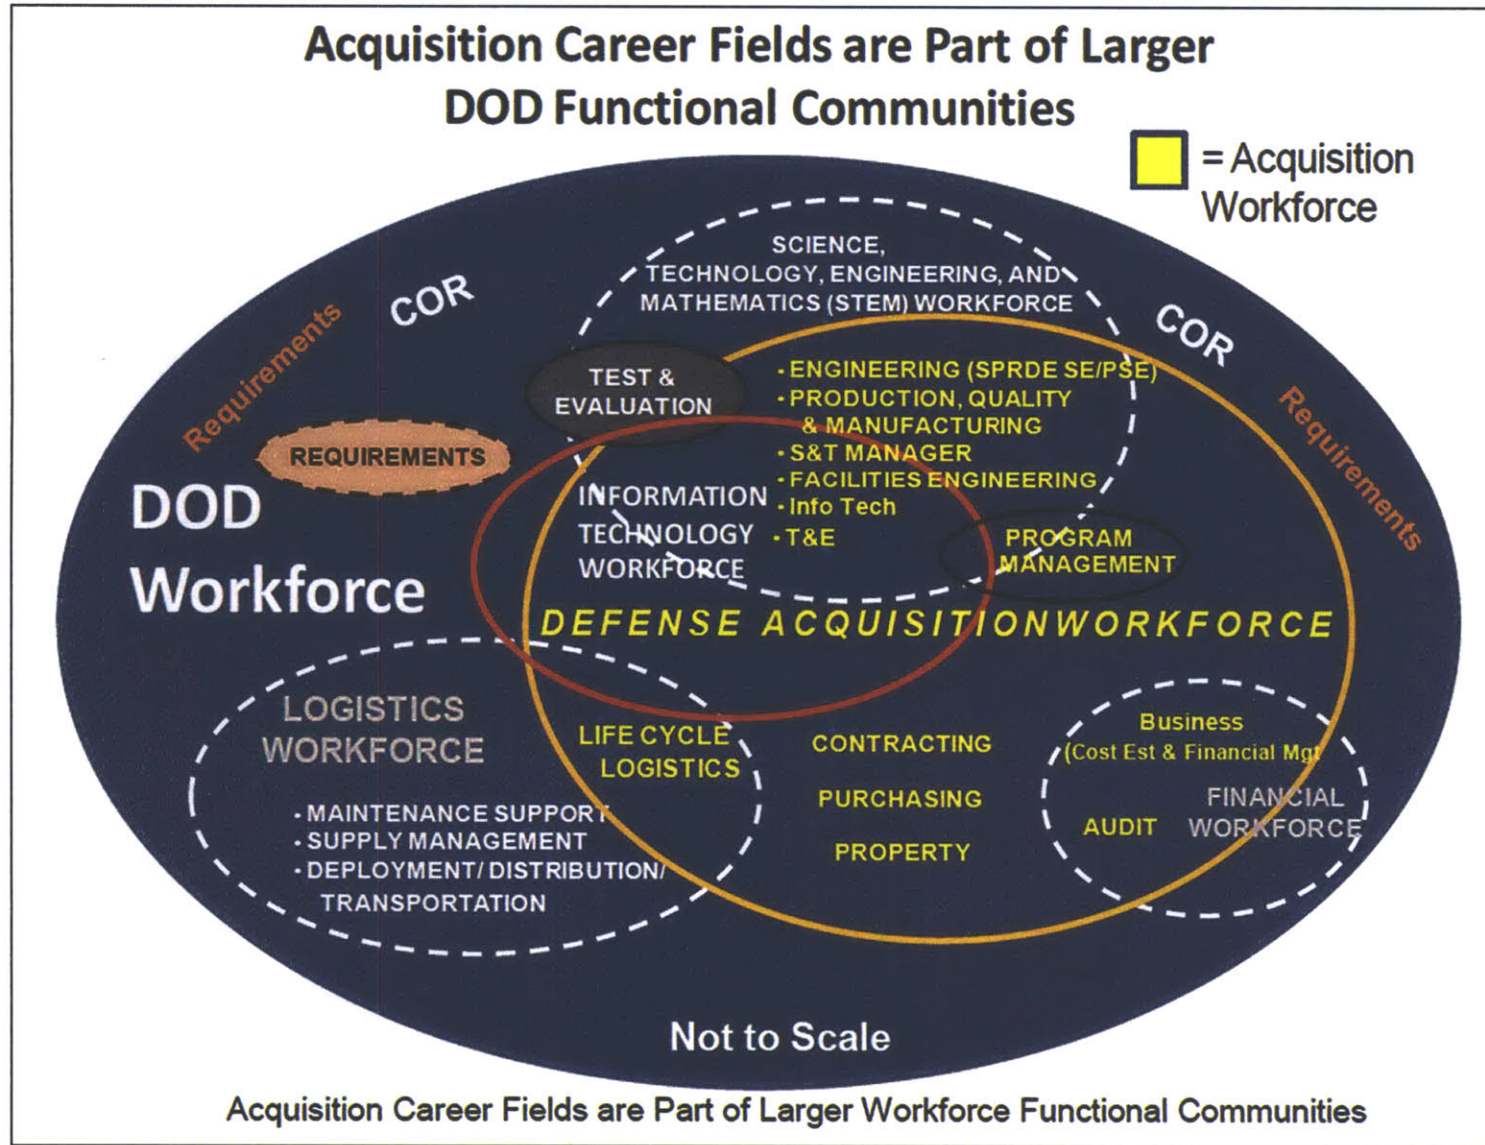 Acquisition Career Fields are Part of Larger
DOD Functional Communities
= Acquisition
Workforce
SCIENCE,
TECHNOLOGY, ENGINEERING, AND
MATHEMATICS (STEM) WORKFORCE
COR
COR
Requirements
Requirements
TEST &
EVALUATION
· ENGINEERING (SPRDE SE/PSE)
· PRODUCTION, QUALITY
& MANUFACTURING
· S&T MANAGER
· FACILITIES ENGINEERING
· Info Tech
· T&E
REQUIREMENTS
DOD
Workforce
INFORMATION
TECHNOLOGY
WORKFORCE
PROGRAM
MANAGEMENT
DEFENSE ACQUISITIONWORKFORCE
LOGISTICS
WORKFORCE
· MAINTENANCE SUPPORT
· SUPPLY MANAGEMENT
· DEPLOYMENT/ DISTRIBUTION/
TRANSPORTATION
LIFE CYCLE
LOGISTICS
CONTRACTING
PURCHASING
PROPERTY
Business
(Cost Est & Financial Mgt
AUDIT
FINANCIAL
WORKFORCE
Not to Scale
Acquisition Career Fields are Part of Larger Workforce Functional Communities